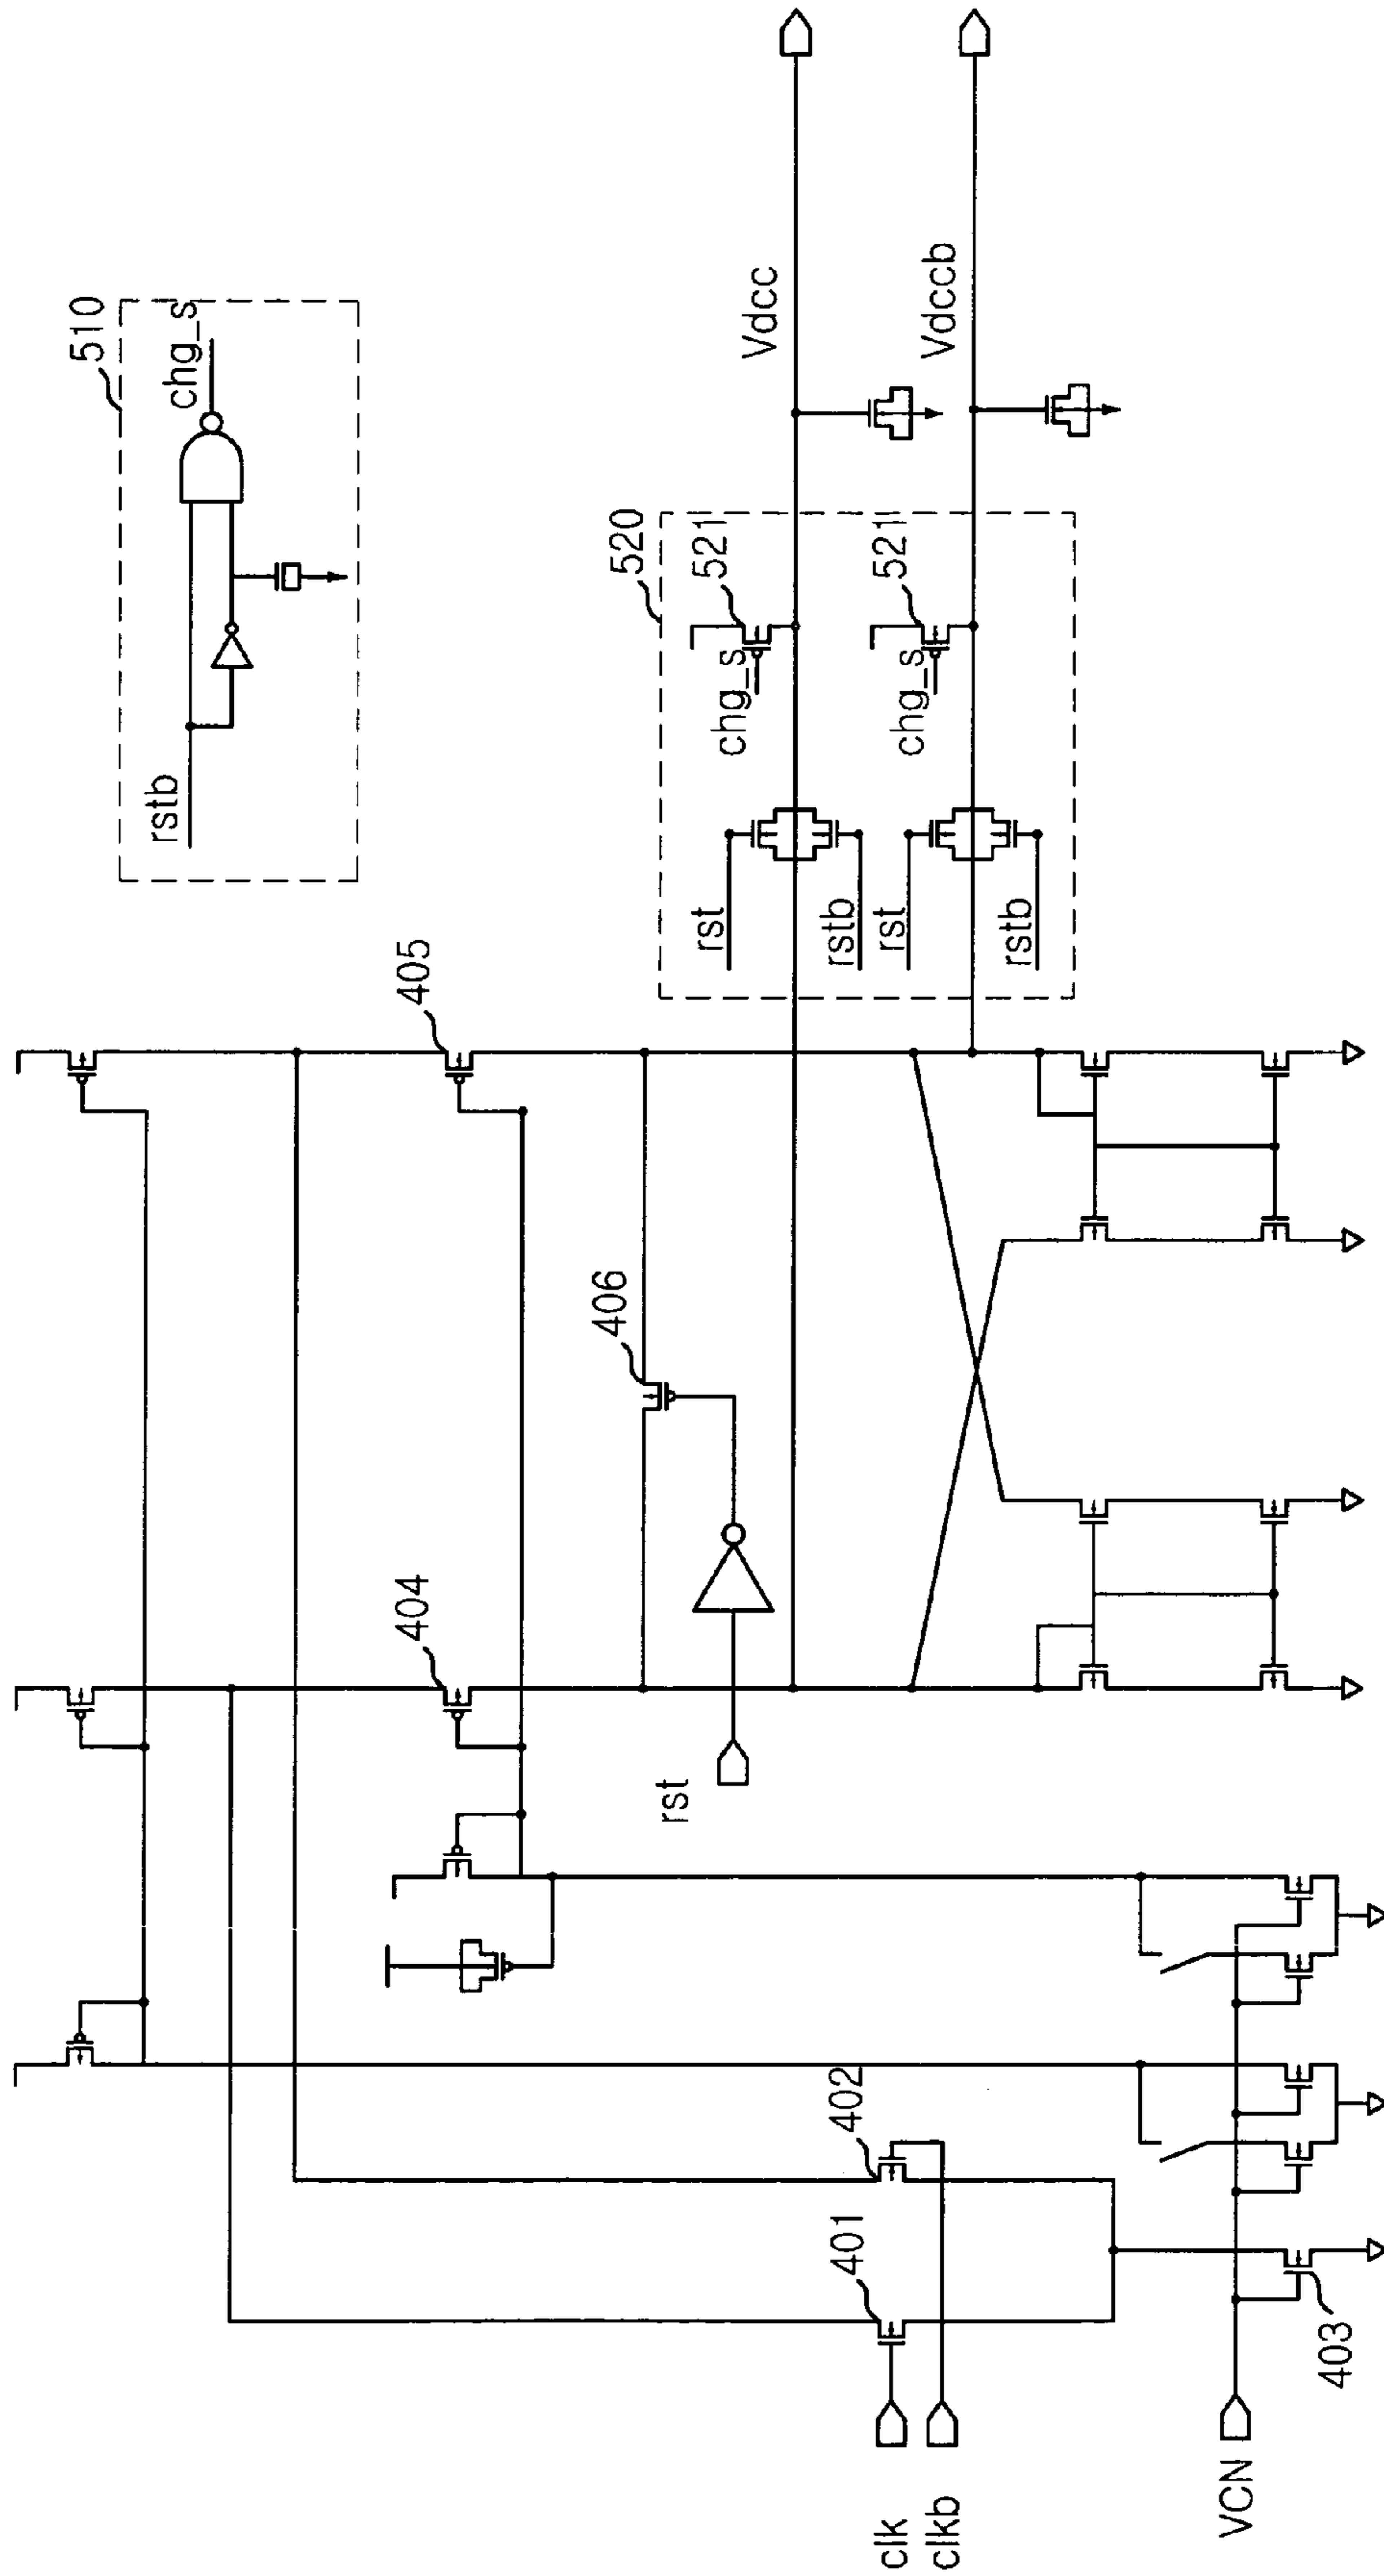 510
chg_s
rstb
Vdcc
Vdccb
520
521
chg_s
521
chg_s
rst
rstb
rst
rstb
405
406
404
rst
402
401
403
clk
clkb
VCN